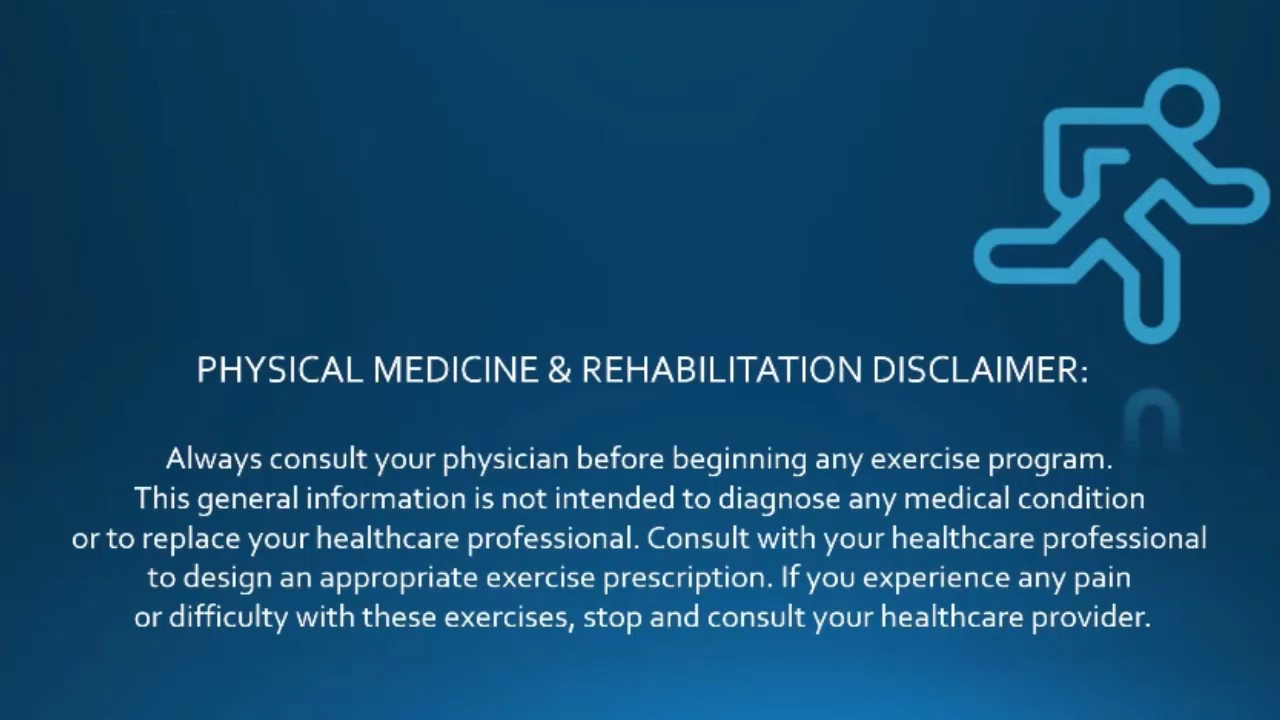 PHYSICAL MEDICINE & REHABILITATION DISCLAIMER:
Always consult your physician before beginning any exercise program.
This general information is not intended to diagnose any medical condition
or to replace your healthcare professional. Consult with your healthcare professional
to design an appropriate exercise prescription. If you experience any pain
or difficulty with these exercises, stop and consult your healthcare provider.